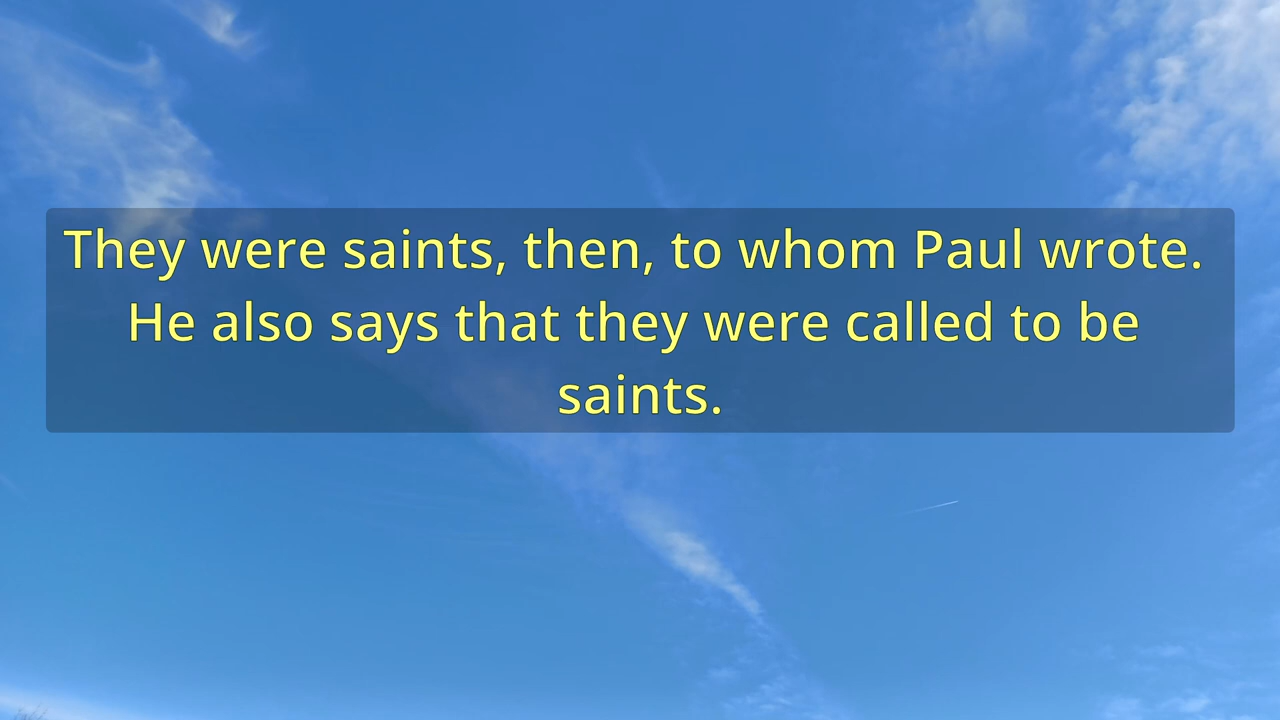 They were saints, then, to whom Paul wrote.
He also says that they were called to be
saints.